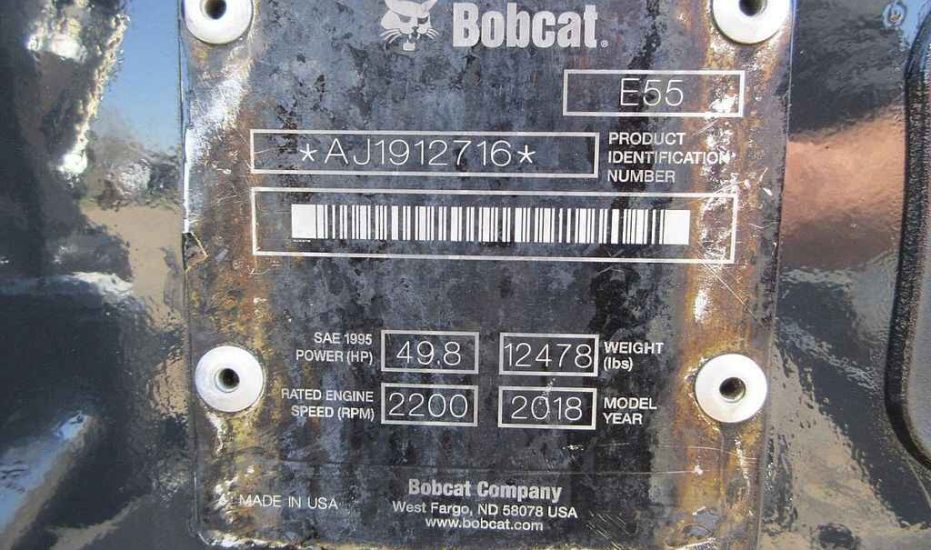 Bobcat®
E55
*AJ1912716*
PRODUCT
IDENTIFICATION
NUMBER
SAE 1995
POWER (HP)
49.8
12478
WEIGHT
(lbs)
RATED ENGINE
SPEED (RPM)
2200
2018
MODEL
YEAR
MADE IN USA
Bobcat Company
West Fargo, ND 58078 USA
www.bobcat.com